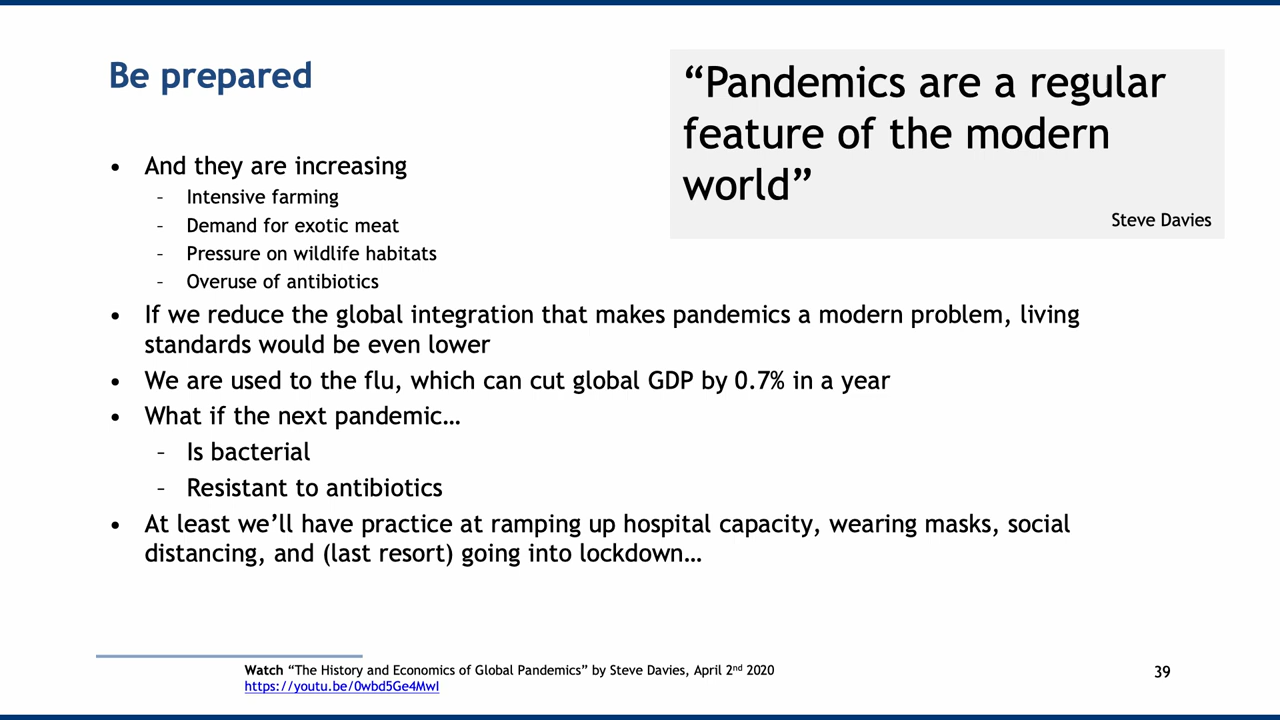 Be prepared
“Pandemics are a regular
feature of the modern
world”
Steve Davies
• And they are increasing
– Intensive farming
– Demand for exotic meat
– Pressure on wildlife habitats
– Overuse of antibiotics
• If we reduce the global integration that makes pandemics a modern problem, living
standards would be even lower
• We are used to the flu, which can cut global GDP by 0.7% in a year
• What if the next pandemic…
– Is bacterial
– Resistant to antibiotics
• At least we’ll have practice at ramping up hospital capacity, wearing masks, social
distancing, and (last resort) going into lockdown…
Watch “The History and Economics of Global Pandemics” by Steve Davies, April 2nd 2020
https://youtu.be/0wbd5Ge4MwI
39